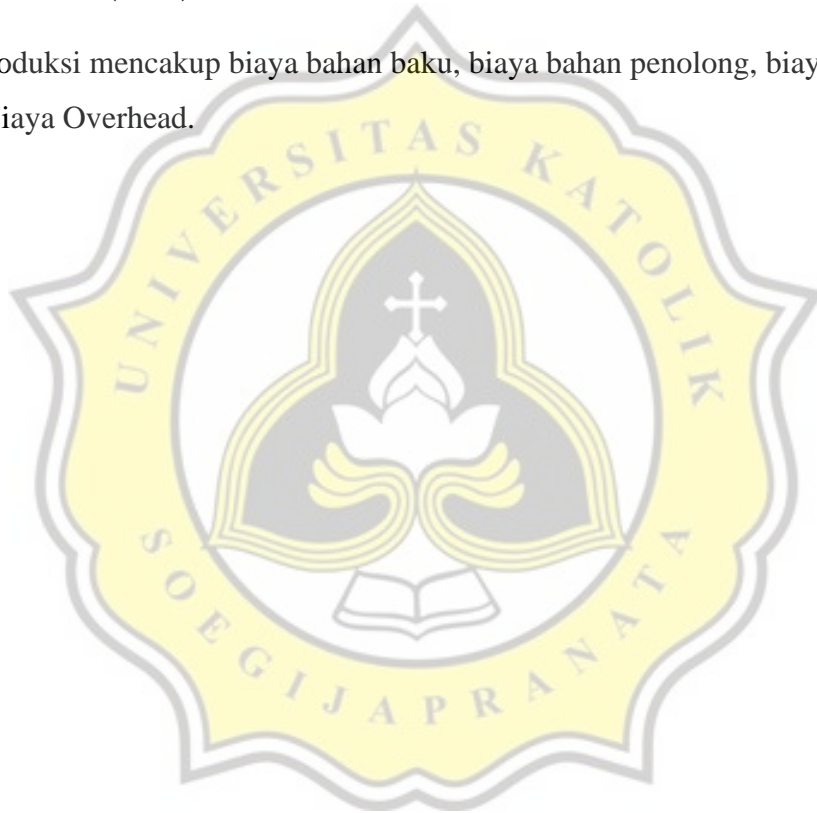 oduksi mencakup biaya bahan baku, biaya bahan penolong, biay
iaya Overhead.
UNIVERSITAS KATOLIK
SOEGIJAPRANATA